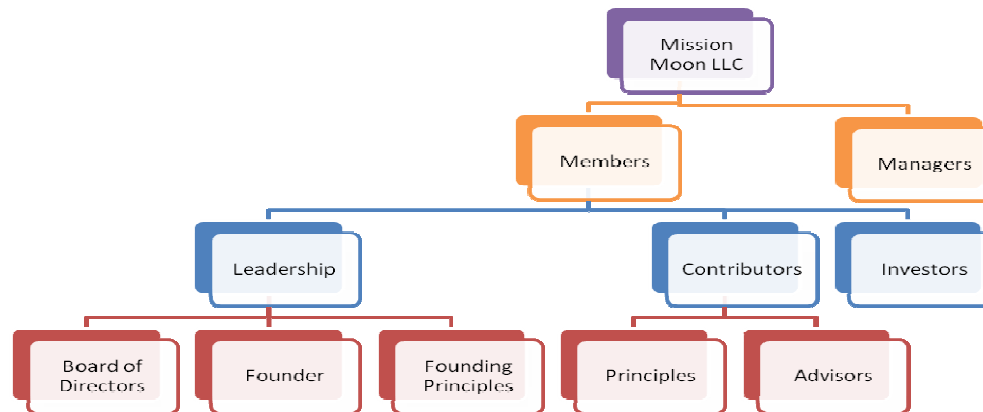 Mission
Moon LLC
Members
Managers
Leadership
Contributors
Investors
Board of
Directors
Founder
Founding
Principles
Principles
Advisors